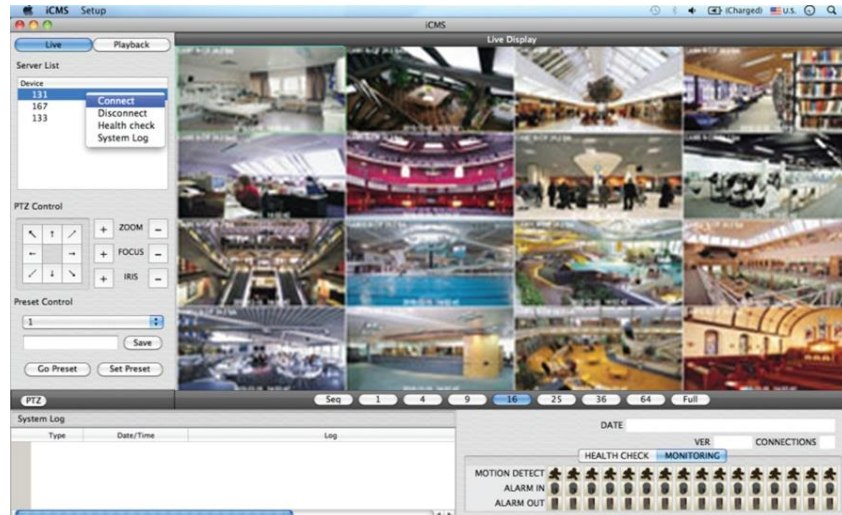 iCMS Setup (Charged) U.S.
iCMS
Live Playback
Live Display
Server List
Device
131
167
133
Connect
Disconnect
Health check
System Log
PTZ Control
+ ZOOM −
+ FOCUS −
+ IRIS −
Preset Control
1
Save
Go Preset Set Preset
PTZ
Seq 1 4 9 16 25 36 64 Full
System Log
Type Date/Time Log
DATE
VER CONNECTIONS
HEALTH CHECK MONITORING
MOTION DETECT
ALARM IN
ALARM OUT